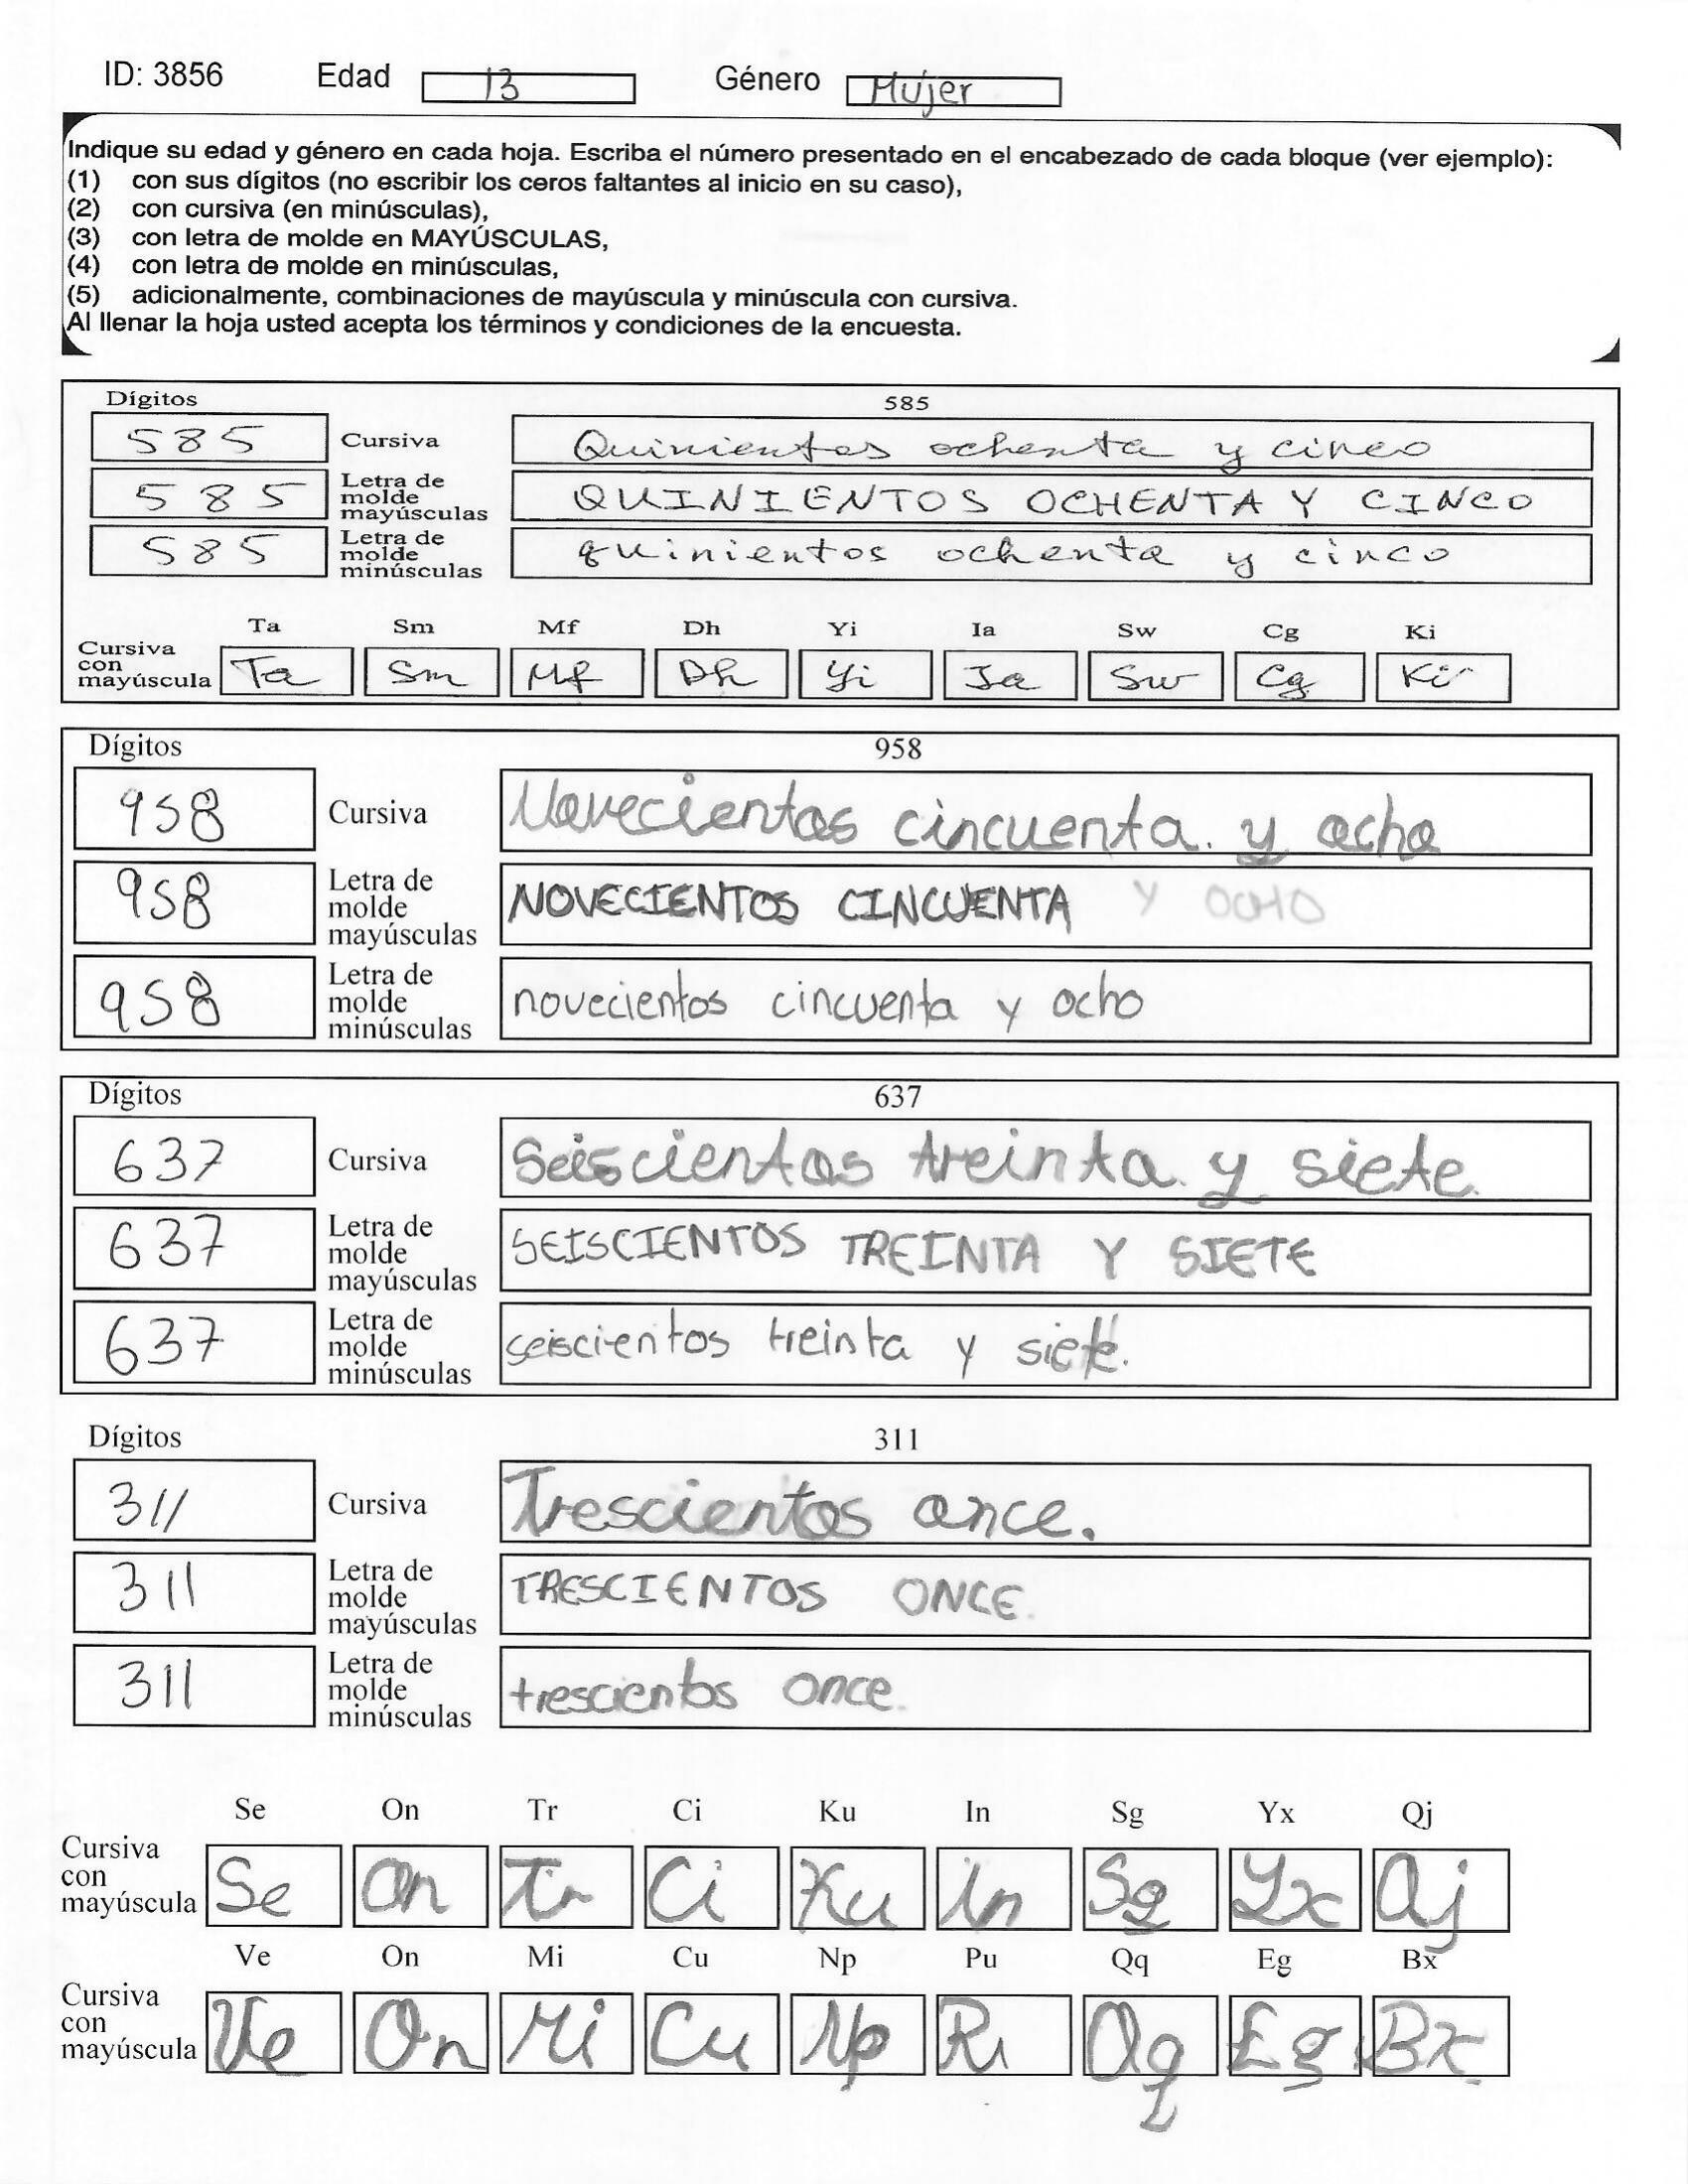 ID: 3856 Edad 13 Género Mujer
Indique su edad y género en cada hoja. Escriba el número presentado en el encabezado de cada bloque (ver ejemplo):
(1) con sus dígitos (no escribir los ceros faltantes al inicio en su caso),
(2) con cursiva (en minúsculas),
(3) con letra de molde en MAYÚSCULAS,
(4) con letra de molde en minúsculas,
(5) adicionalmente, combinaciones de mayúscula y minúscula con cursiva.
Al llenar la hoja usted acepta los términos y condiciones de la encuesta.
Dígitos 585
585 Cursiva Quinientos ochenta y cinco
585 Letra de molde mayúsculas QUINIENTOS OCHENTA Y CINCO
585 Letra de molde minúsculas quinientos ochenta y cinco
Ta Sm Mf Dh Yi Ia Sw Cg Ki
Cursiva con mayúscula Ta Sm Mf Dh Yi Ia Sw Cg Ki
Dígitos 958
958 Cursiva Novecientos cincuenta. y ocho
958 Letra de molde mayúsculas NOVECIENTOS CINCUENTA Y OCHO
958 Letra de molde minúsculas novecientos cincuenta y ocho
Dígitos 637
637 Cursiva Seiscientos treinta y siete
637 Letra de molde mayúsculas SEISCIENTOS TREINTA Y SIETE
637 Letra de molde minúsculas seiscientos treinta y siete.
Dígitos 311
311 Cursiva Trescientos once.
311 Letra de molde mayúsculas TRESCIENTOS ONCE.
311 Letra de molde minúsculas trescientos once.
Se On Tr Ci Ku In Sg Yx Qj
Cursiva con mayúscula Se On Tr Ci Ku In Sg Yx Qj
Ve On Mi Cu Np Pu Qq Eg Bx
Cursiva con mayúscula Ve On Mi Cu Np Pu Qq Eg Bx